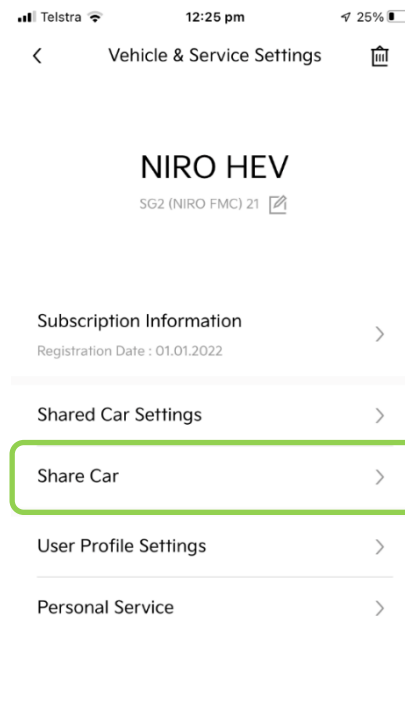 Telstra 12:25 pm 25%
Vehicle & Service Settings
NIRO HEV
SG2 (NIRO FMC) 21
Subscription Information
Registration Date : 01.01.2022
Shared Car Settings
Share Car
User Profile Settings
Personal Service